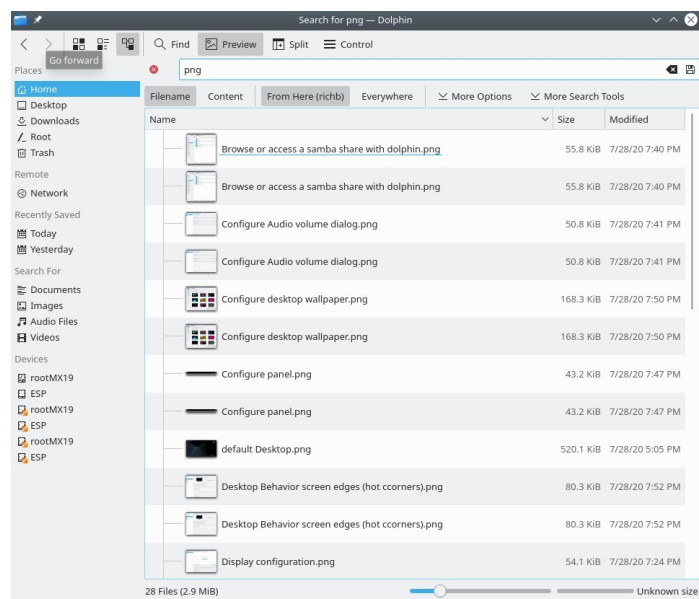 Search for png — Dolphin
Find
Preview
Split
Control
Go forward
Places
png
Home
Desktop
Downloads
Root
Trash
Remote
Network
Recently Saved
Today
Yesterday
Search For
Documents
Images
Audio Files
Videos
Devices
rootMX19
ESP
rootMX19
ESP
rootMX19
ESP
Filename Content From Here (richb) Everywhere More Options More Search Tools
Name Size Modified
Browse or access a samba share with dolphin.png 55.8 KiB 7/28/20 7:40 PM
Browse or access a samba share with dolphin.png 55.8 KiB 7/28/20 7:40 PM
Configure Audio volume dialog.png 50.8 KiB 7/28/20 7:41 PM
Configure Audio volume dialog.png 50.8 KiB 7/28/20 7:41 PM
Configure desktop wallpaper.png 168.3 KiB 7/28/20 7:50 PM
Configure desktop wallpaper.png 168.3 KiB 7/28/20 7:50 PM
Configure panel.png 43.2 KiB 7/28/20 7:47 PM
Configure panel.png 43.2 KiB 7/28/20 7:47 PM
default Desktop.png 520.1 KiB 7/28/20 5:05 PM
Desktop Behavior screen edges (hot ccorners).png 80.3 KiB 7/28/20 7:52 PM
Desktop Behavior screen edges (hot ccorners).png 80.3 KiB 7/28/20 7:52 PM
Display configuration.png 54.1 KiB 7/28/20 7:24 PM
28 Files (2.9 MiB) Unknown size